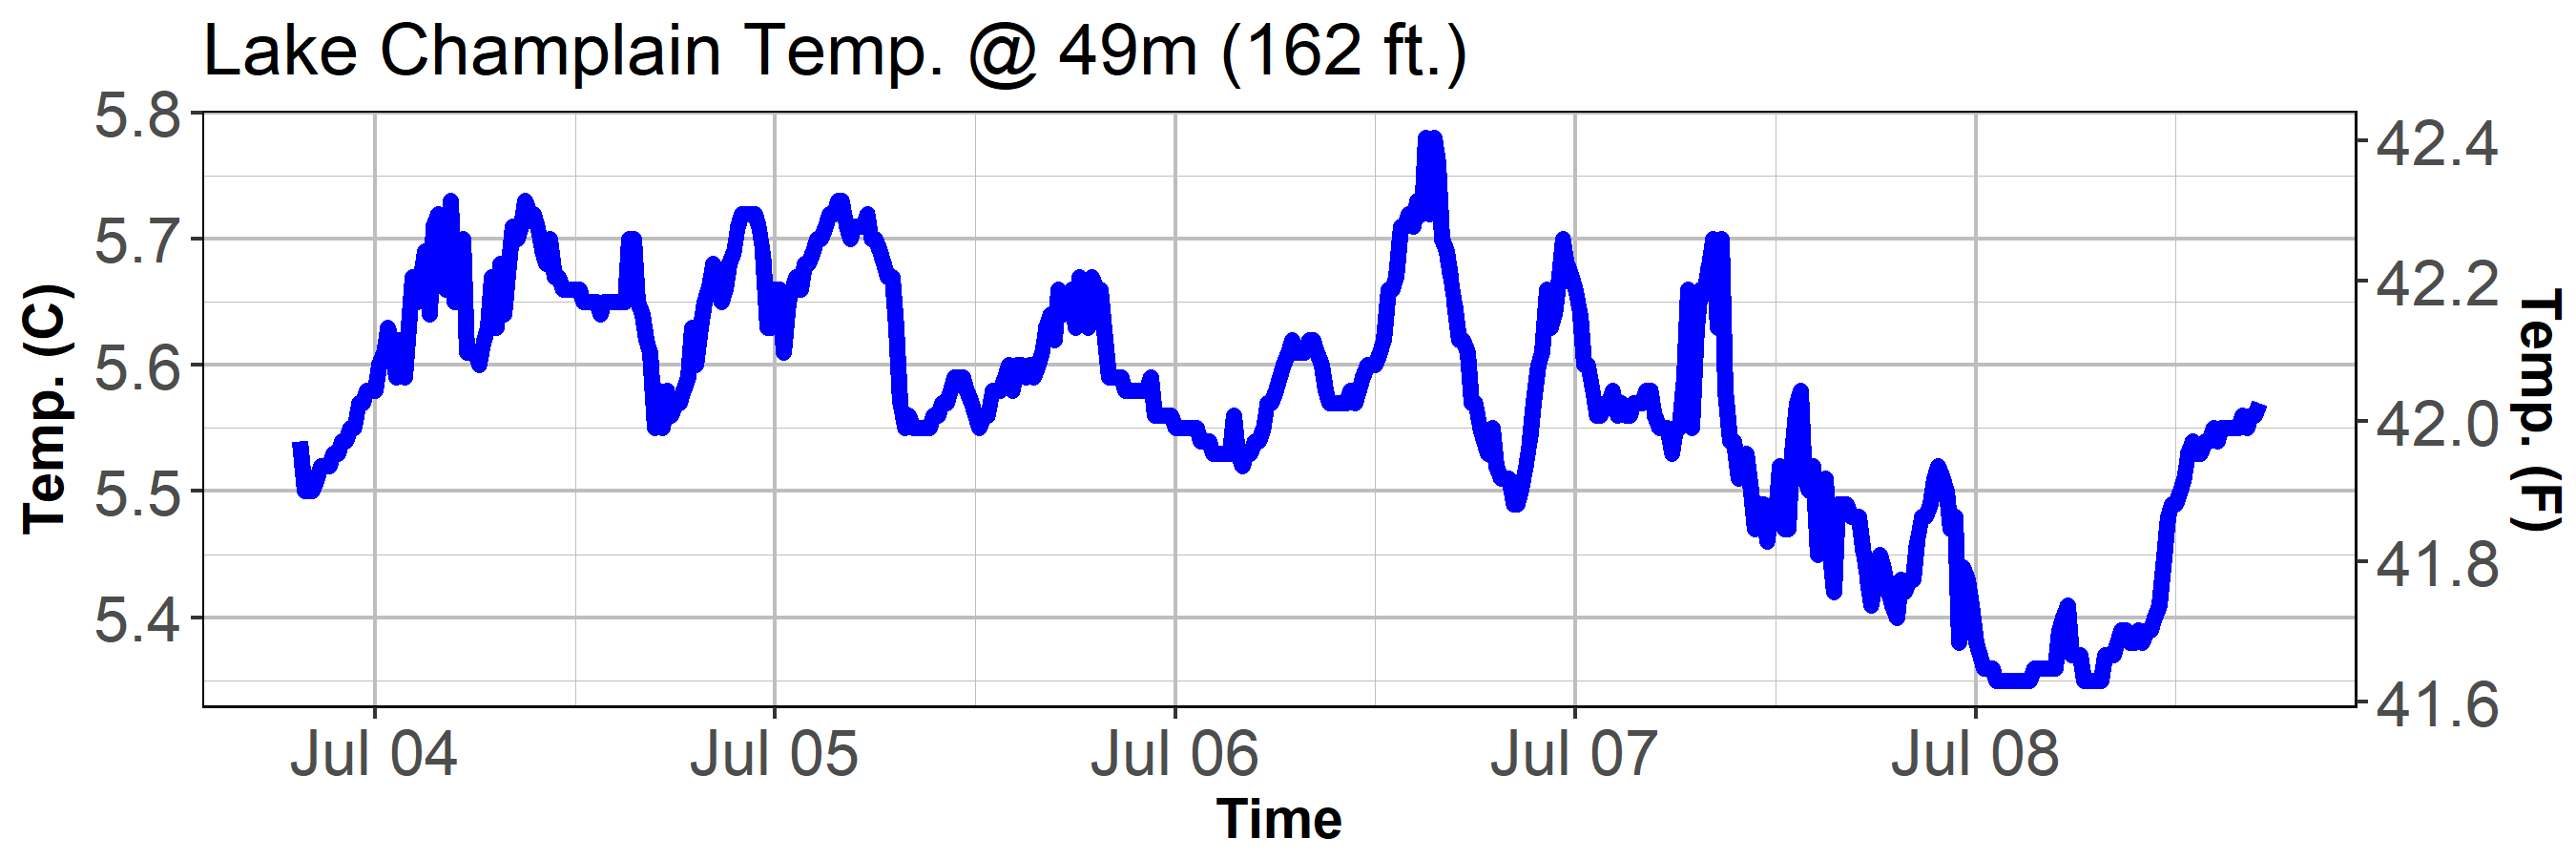 Lake Champlain Temp. @ 49m (162 ft.)
Temp. (C)
5.8
5.7
5.6
5.5
5.4
42.4
42.2
42.0
41.8
41.6
Temp. (F)
Jul 04 Jul 05 Jul 06 Jul 07 Jul 08
Time